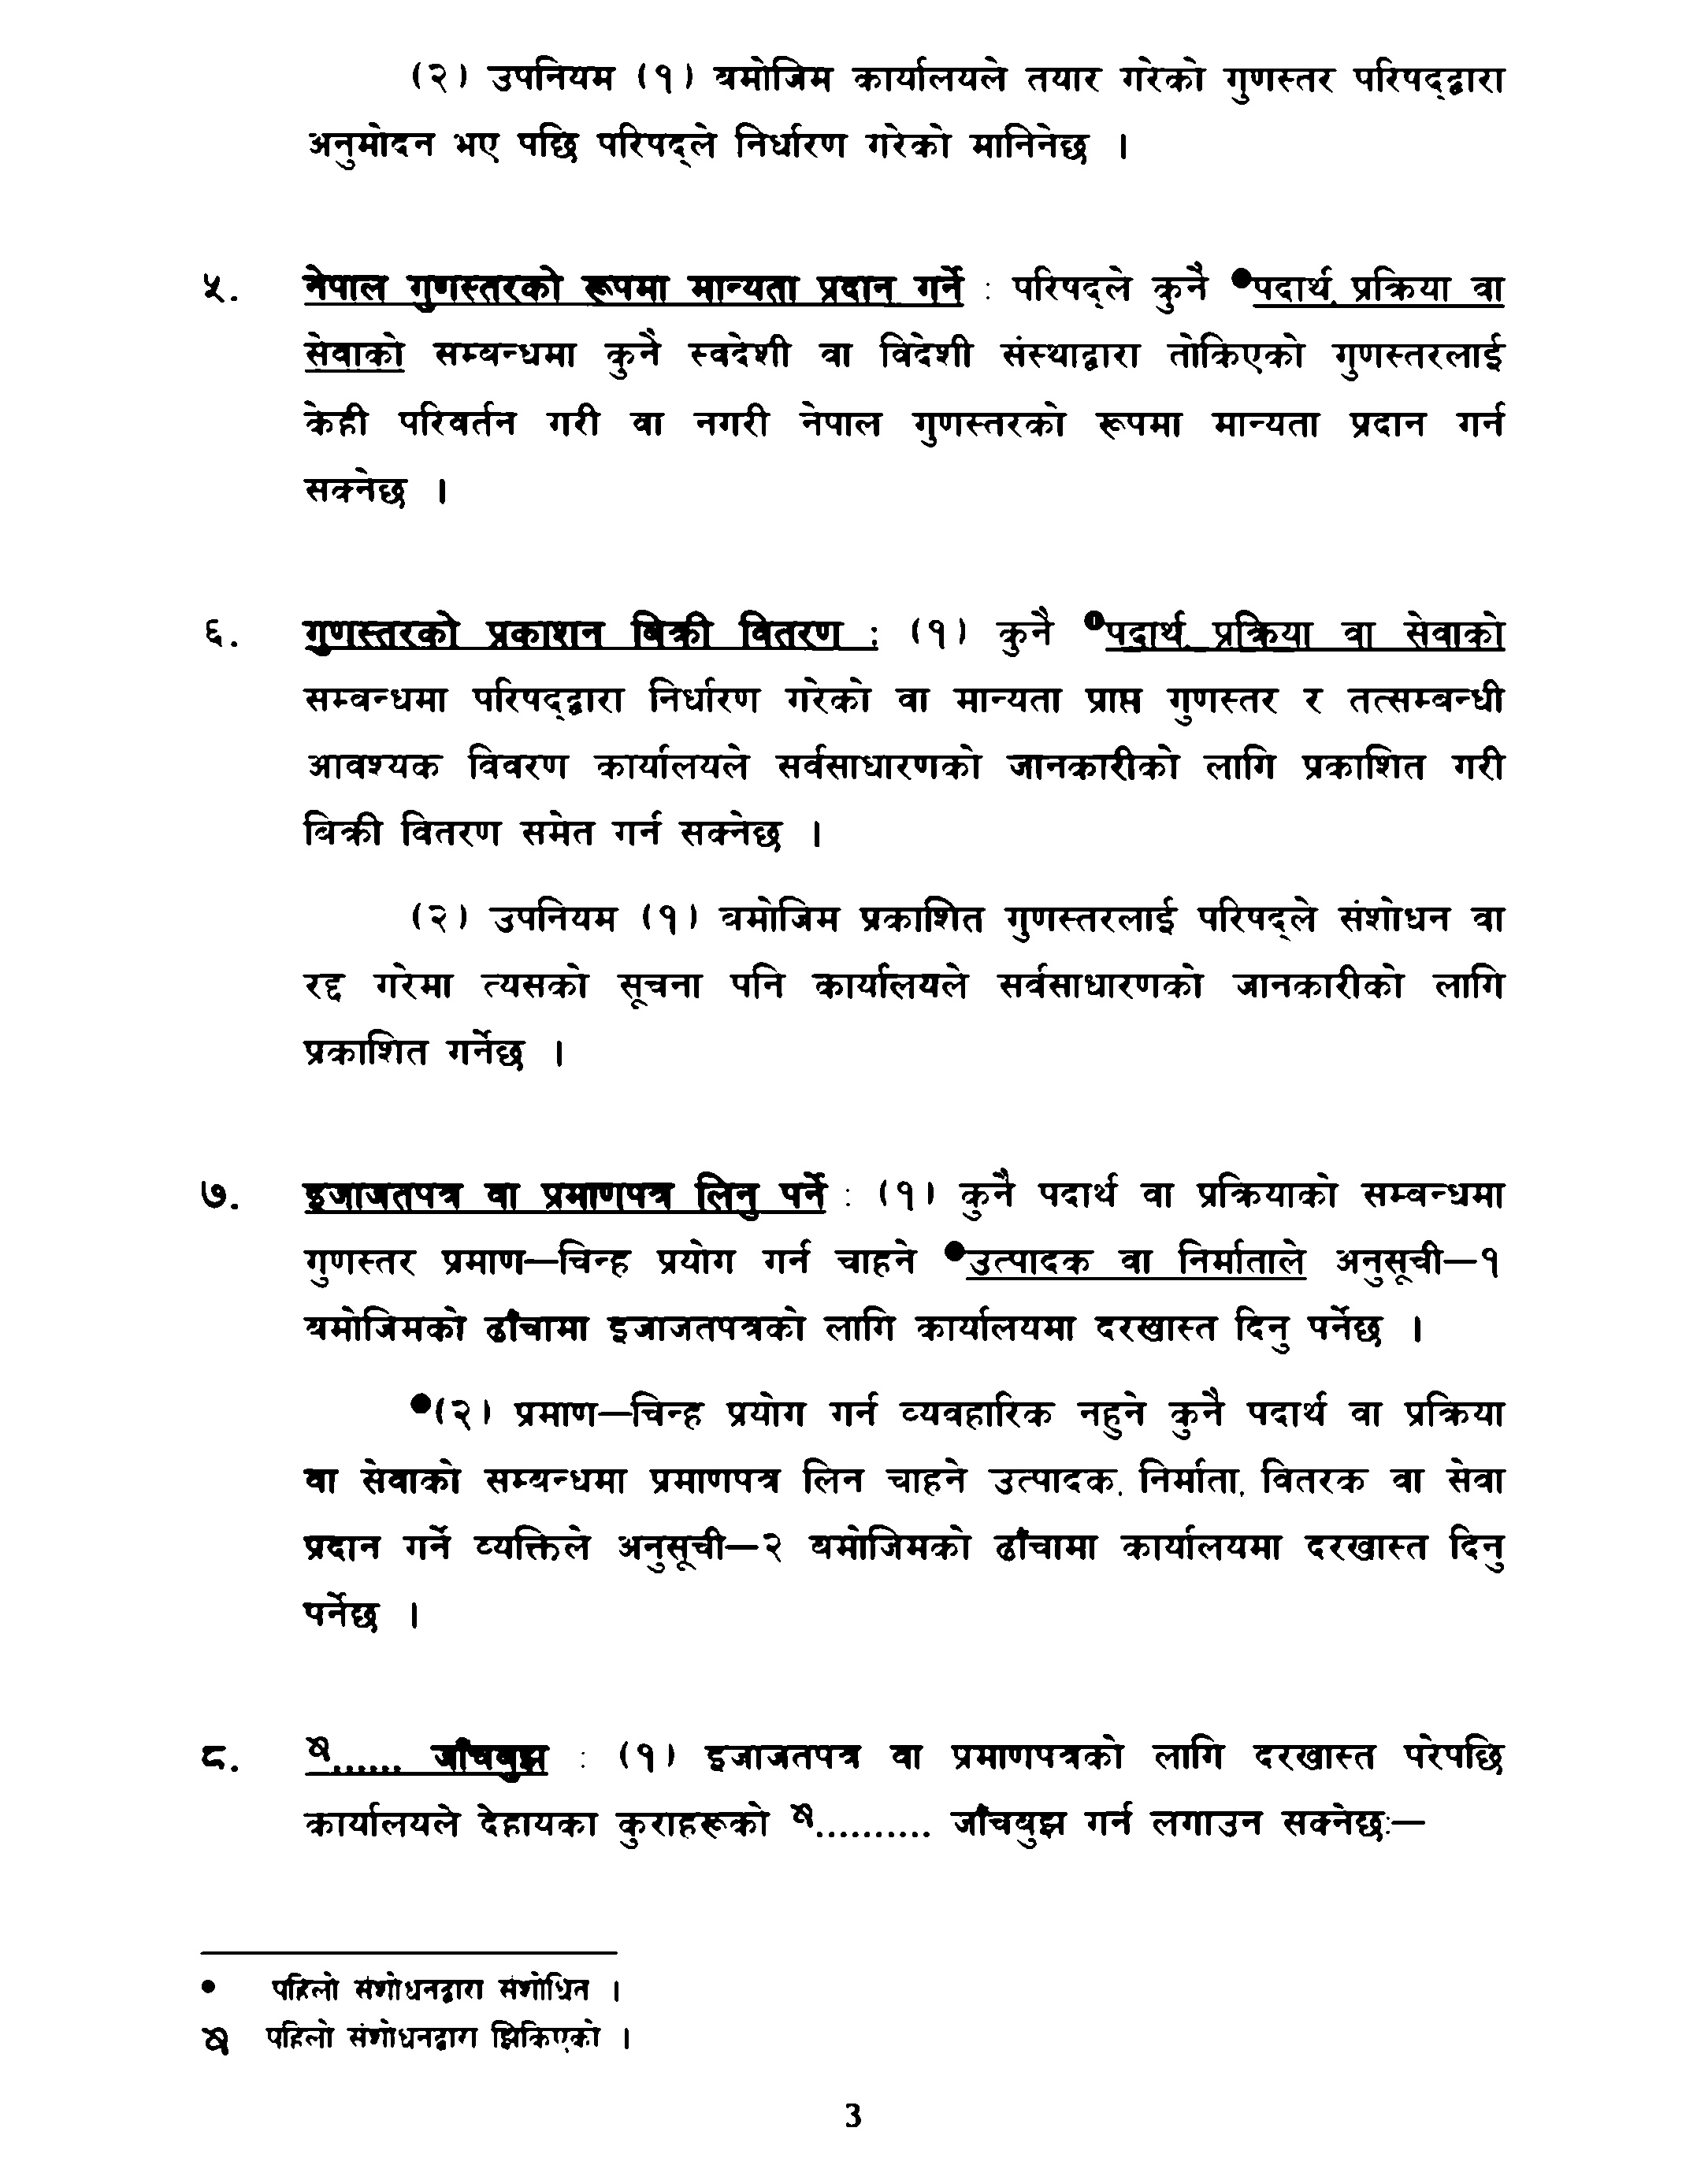 (२) उपनियम (१) बमोजिम कार्यालयले तयार गरेको गुणस्तर परिषद्द्वारा
अनुमोदन भए पछि परिषद्ले निर्धारण गरेको मानिनेछ ।
५. नेपाल गुणस्तरको रूपमा मान्यता प्रदान गर्ने : परिषद्ले कुनै ●पदार्थ, प्रक्रिया वा
सेवाको सम्बन्धमा कुनै स्वदेशी वा विदेशी संस्थाद्वारा तोकिएको गुणस्तरलाई
केही परिवर्तन गरी वा नगरी नेपाल गुणस्तरको रूपमा मान्यता प्रदान गर्न
सक्नेछ ।
६. गुणस्तरको प्रकाशन बिक्री वितरण : (१) कुनै ●पदार्थ, प्रक्रिया वा सेवाको
सम्बन्धमा परिषद्द्वारा निर्धारण गरेको वा मान्यता प्राप्त गुणस्तर र तत्सम्बन्धी
आवश्यक विवरण कार्यालयले सर्वसाधारणको जानकारीको लागि प्रकाशित गरी
बिक्री वितरण समेत गर्न सक्नेछ ।
(२) उपनियम (१) बमोजिम प्रकाशित गुणस्तरलाई परिषद्ले संशोधन वा
रद्द गरेमा त्यसको सूचना पनि कार्यालयले सर्वसाधारणको जानकारीको लागि
प्रकाशित गर्नेछ ।
७. इजाजतपत्र वा प्रमाणपत्र लिनु पर्ने : (१) कुनै पदार्थ वा प्रक्रियाको सम्बन्धमा
गुणस्तर प्रमाण–चिन्ह प्रयोग गर्न चाहने ●उत्पादक वा निर्माताले अनुसूची–१
बमोजिमको ढाँचामा इजाजतपत्रको लागि कार्यालयमा दरखास्त दिनु पर्नेछ ।
●(२) प्रमाण–चिन्ह प्रयोग गर्न व्यवहारिक नहुने कुनै पदार्थ वा प्रक्रिया
वा सेवाको सम्बन्धमा प्रमाणपत्र लिन चाहने उत्पादक, निर्माता, वितरक वा सेवा
प्रदान गर्ने व्यक्तिले अनुसूची–२ बमोजिमको ढाँचामा कार्यालयमा दरखास्त दिनु
पर्नेछ ।
८. ...... जाँचबुझ : (१) इजाजतपत्र वा प्रमाणपत्रको लागि दरखास्त परेपछि
कार्यालयले देहायका कुराहरूको .......... जाँचबुझ गर्न लगाउन सक्नेछः–
● पहिलो संशोधनद्वारा संशोधित ।
पहिलो संशोधनद्वारा झिकिएको ।
3